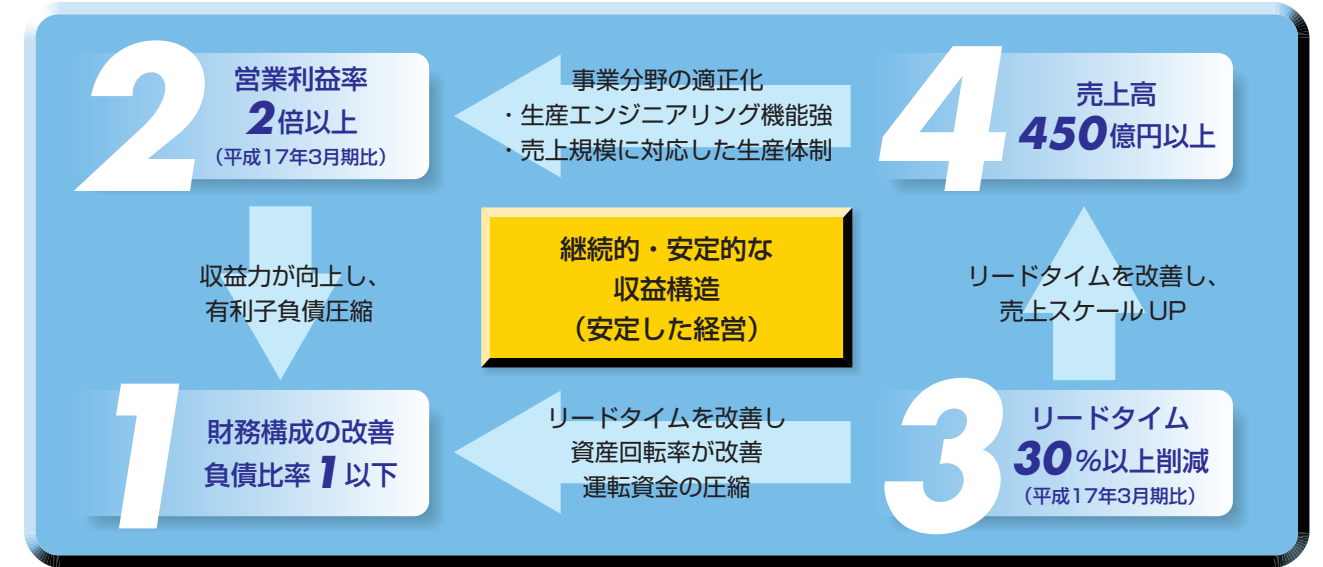 2
営業利益率
2倍以上
（平成17年3月期比）
事業分野の適正化
・生産エンジニアリング機能強
・売上規模に対応した生産体制
4
売上高
450億円以上
収益力が向上し、
有利子負債圧縮
継続的・安定的な
収益構造
（安定した経営）
リードタイムを改善し、
売上スケールUP
1
財務構成の改善
負債比率1以下
リードタイムを改善し
資産回転率が改善
運転資金の圧縮
3
リードタイム
30%以上削減
（平成17年3月期比）